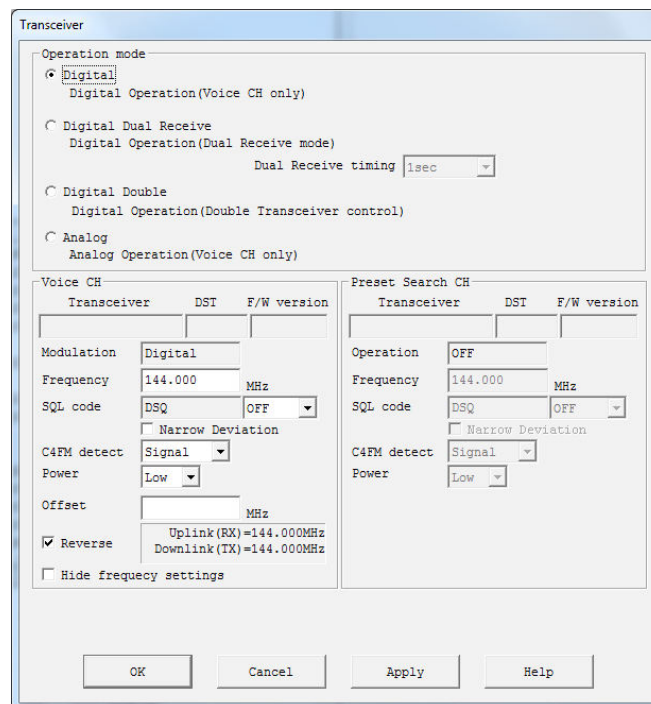 Transceiver
Operation mode
Digital
Digital Operation(Voice CH only)
Digital Dual Receive
Digital Operation(Dual Receive mode)
Dual Receive timing 1sec
Digital Double
Digital Operation(Double Transceiver control)
Analog
Analog Operation(Voice CH only)
Voice CH
Transceiver DST F/W version
Modulation Digital
Frequency 144.000 MHz
SQL code DSQ OFF
Narrow Deviation
C4FM detect Signal
Power Low
Offset MHz
Reverse
Uplink(RX)=144.000MHz
Downlink(TX)=144.000MHz
Hide frequecy settings
Preset Search CH
Transceiver DST F/W version
Operation OFF
Frequency 144.000 MHz
SQL code DSQ OFF
Narrow Deviation
C4FM detect Signal
Power Low
OK Cancel Apply Help